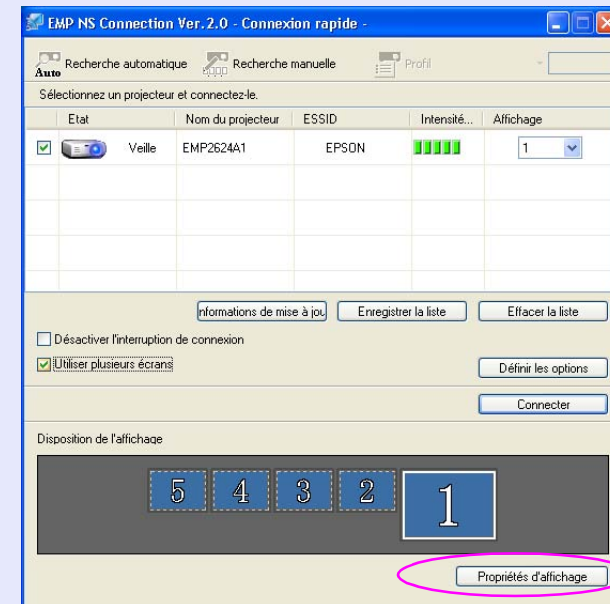 EMP NS Connection Ver. 2.0 - Connexion rapide -
Auto Recherche automatique Recherche manuelle Profil
Sélectionnez un projecteur et connectez-le.
Etat Nom du projecteur ESSID Intensité... Affichage
Veille EMP2624A1 EPSON 1
nformations de mise à jou Enregistrer la liste Effacer la liste
Désactiver l'interruption de connexion
Utiliser plusieurs écrans
Définir les options
Connecter
Disposition de l'affichage
5 4 3 2 1
Propriétés d'affichage